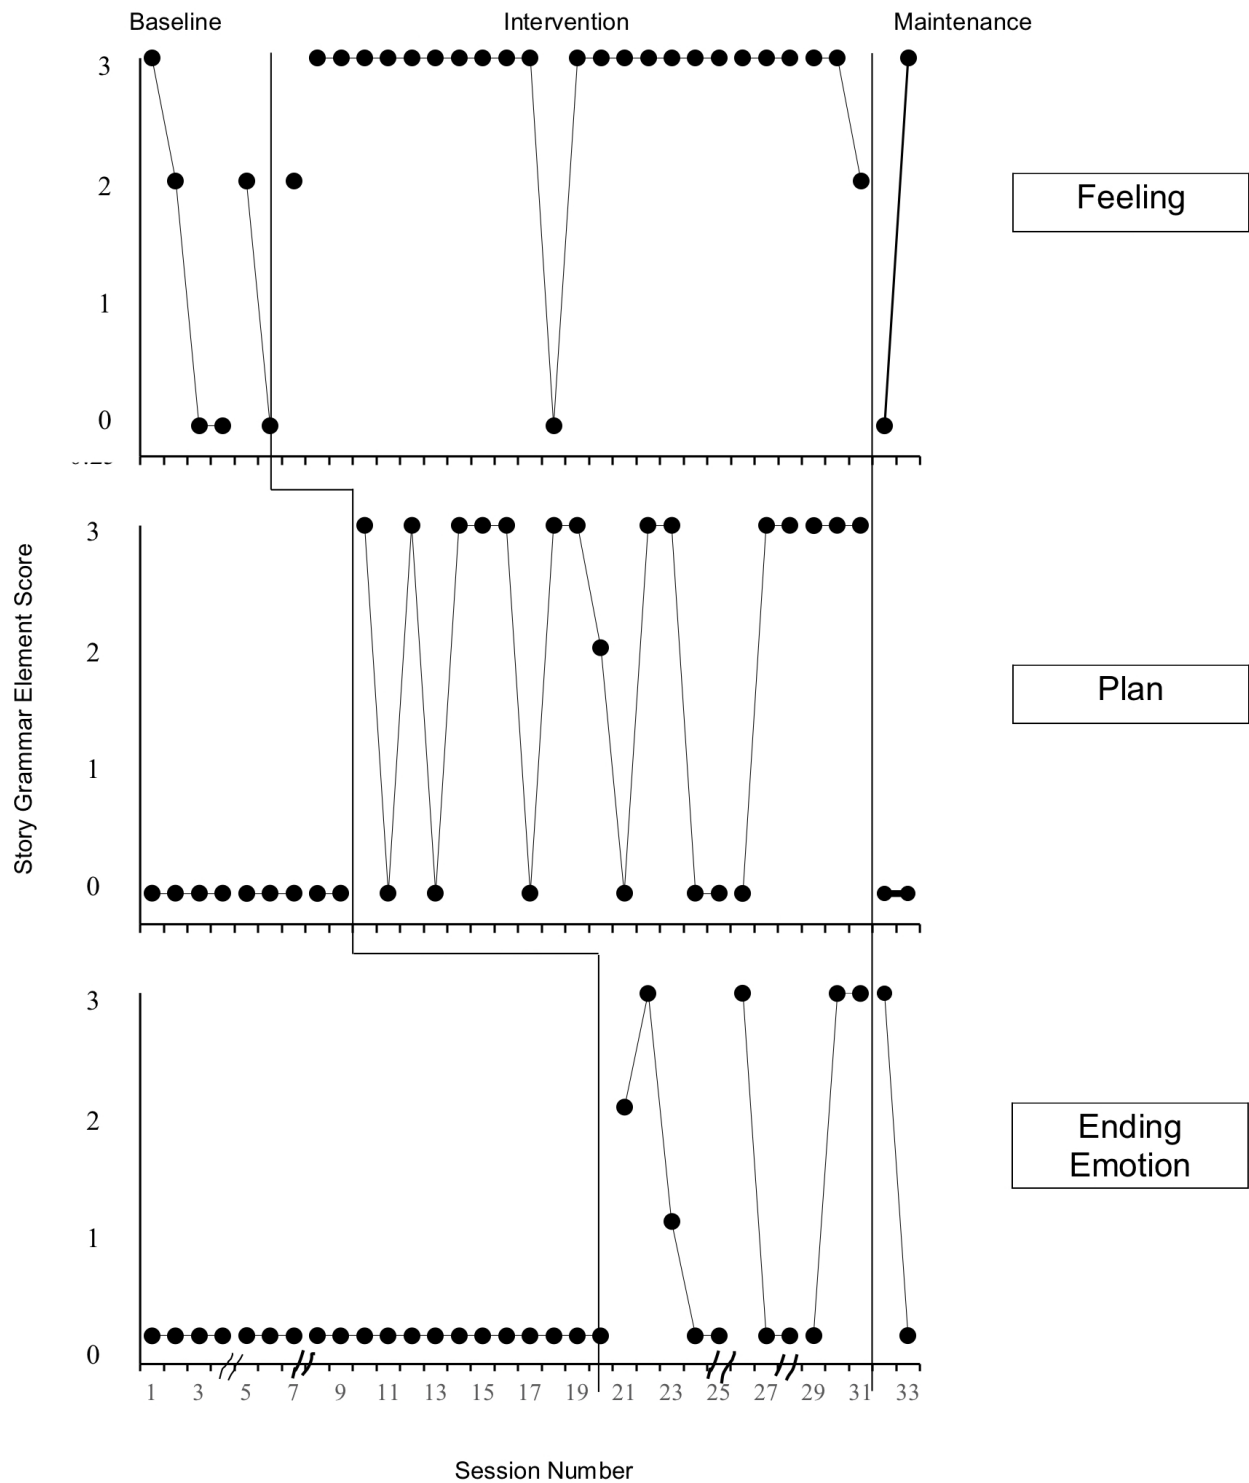 Baseline Intervention Maintenance
3
2
1
0
Feeling
Story Grammar Element Score
3
2
1
0
Plan
3
2
1
0
Ending
Emotion
1 3 5 7 9 11 13 15 17 19 21 23 25 27 29 31 33
Session Number